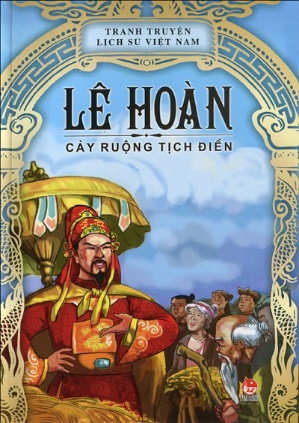 TRANH TRUYỆN
LỊCH SỬ VIỆT NAM
LÊ HOÀN
CÀY RUỘNG TỊCH ĐIỀN